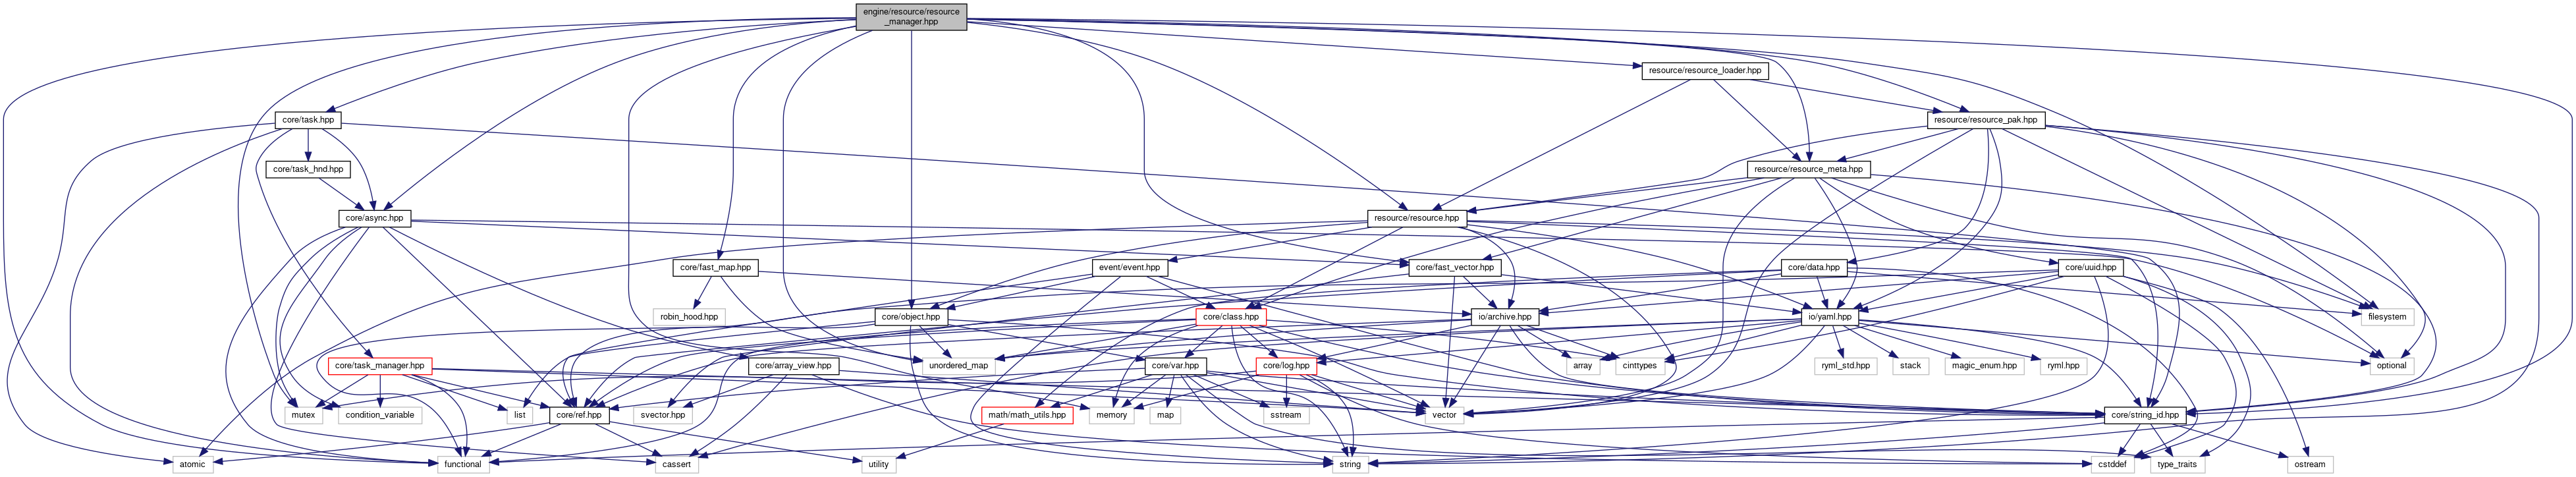 engine/resource/resource
_manager.hpp
resource/resource_loader.hpp
core/task.hpp
resource/resource_pak.hpp
core/task_hnd.hpp
resource/resource_meta.hpp
core/async.hpp
resource/resource.hpp
core/fast_map.hpp
event/event.hpp
core/fast_vector.hpp
core/data.hpp
core/uuid.hpp
robin_hood.hpp
core/object.hpp
core/class.hpp
io/archive.hpp
io/yaml.hpp
filesystem
core/task_manager.hpp
core/array_view.hpp
unordered_map
core/var.hpp
core/log.hpp
array
cinttypes
ryml_std.hpp
stack
magic_enum.hpp
ryml.hpp
optional
mutex
condition_variable
list
core/ref.hpp
svector.hpp
math/math_utils.hpp
memory
map
sstream
vector
core/string_id.hpp
atomic
functional
cassert
utility
string
cstddef
type_traits
ostream